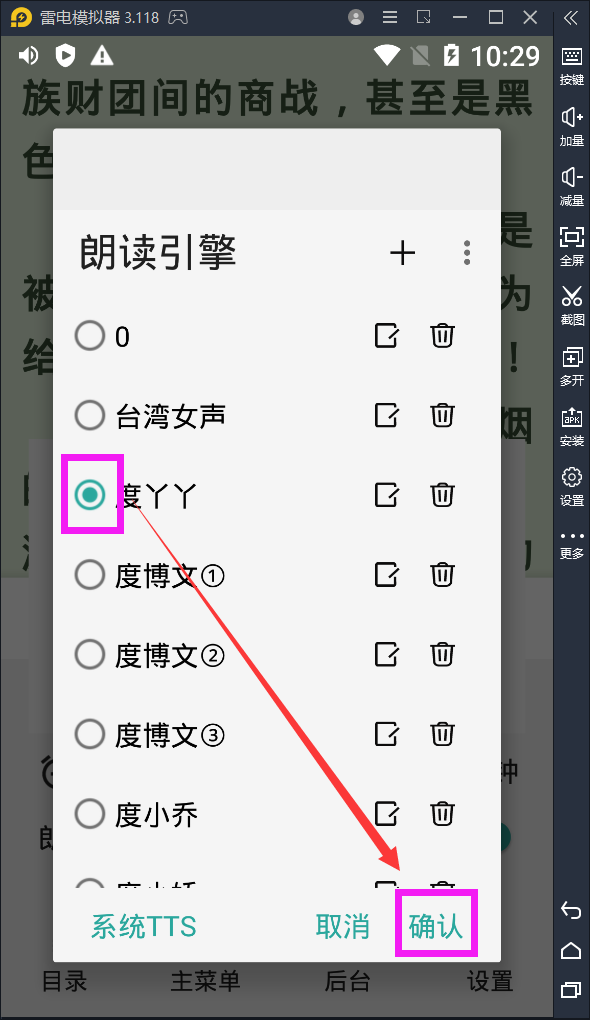 雷电模拟器 3.118
10:29
族财团间的商战，甚至是黑
色
是
被
为
给
！
烟
朗读引擎
0
台湾女声
度丫丫
度博文①
度博文②
度博文③
度小乔
钟
系统TTS
取消
确认
目录
主菜单
后台
设置
按键
加量
减量
全屏
截图
多开
安装
设置
更多